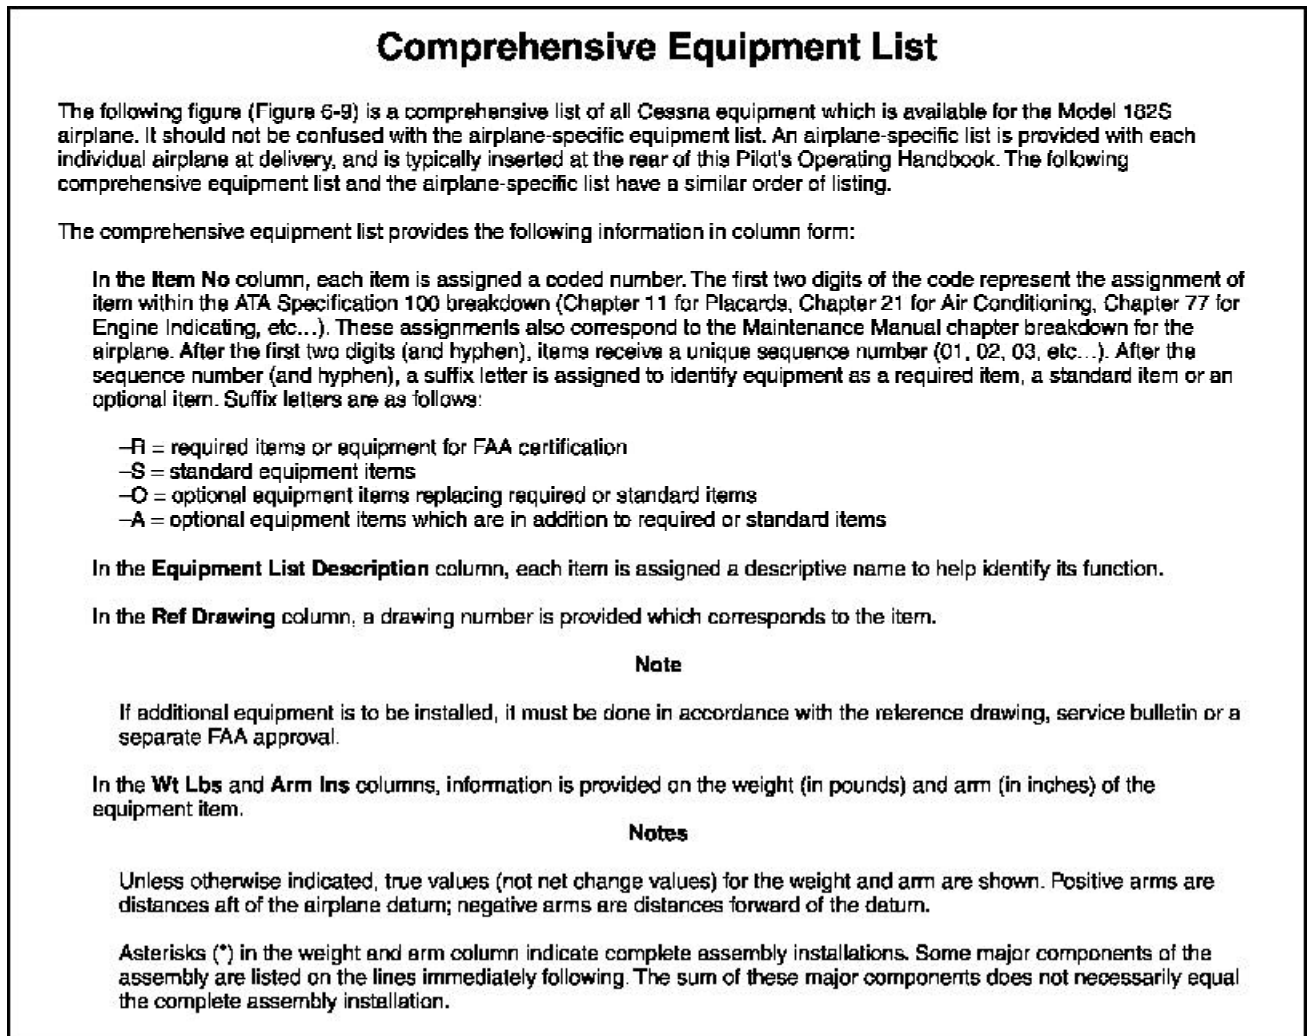 Comprehensive Equipment List
The following figure (Figure 6-9) is a comprehensive list of all Cessna equipment which is available for the Model 182S
airplane. It should not be confused with the airplane-specific equipment list. An airplane-specific list is provided with each
individual airplane at delivery, and is typically inserted at the rear of this Pilot's Operating Handbook. The following
comprehensive equipment list and the airplane-specific list have a similar order of listing.
The comprehensive equipment list provides the following information in column form:
In the Item No column, each item is assigned a coded number. The first two digits of the code represent the assignment of
item within the ATA Specification 100 breakdown (Chapter 11 for Placards, Chapter 21 for Air Conditioning, Chapter 77 for
Engine Indicating, etc...). These assignments also correspond to the Maintenance Manual chapter breakdown for the
airplane. After the first two digits (and hyphen), items receive a unique sequence number (01, 02, 03, etc...). After the
sequence number (and hyphen), a suffix letter is assigned to identify equipment as a required item, a standard item or an
optional item. Suffix letters are as follows:
–R = required items or equipment for FAA certification
–S = standard equipment items
–O = optional equipment items replacing required or standard items
–A = optional equipment items which are in addition to required or standard items
In the Equipment List Description column, each item is assigned a descriptive name to help identify its function.
In the Ref Drawing column, a drawing number is provided which corresponds to the item.
Note
If additional equipment is to be installed, it must be done in accordance with the reference drawing, service bulletin or a
separate FAA approval.
In the Wt Lbs and Arm Ins columns, information is provided on the weight (in pounds) and arm (in inches) of the
equipment item.
Notes
Unless otherwise indicated, true values (not net change values) for the weight and arm are shown. Positive arms are
distances aft of the airplane datum; negative arms are distances forward of the datum.
Asterisks (*) in the weight and arm column indicate complete assembly installations. Some major components of the
assembly are listed on the lines immediately following. The sum of these major components does not necessarily equal
the complete assembly installation.